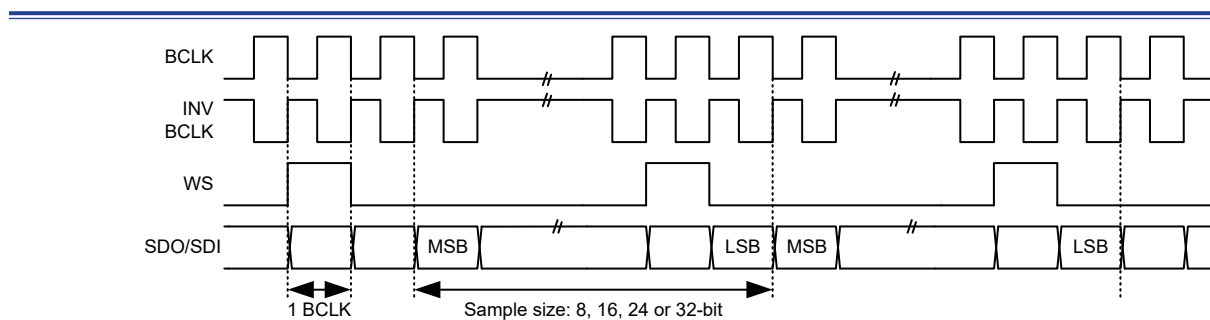 BCLK
INV
BCLK
WS
SDO/SDI
MSB
LSB
MSB
LSB
1 BCLK
Sample size: 8, 16, 24 or 32-bit